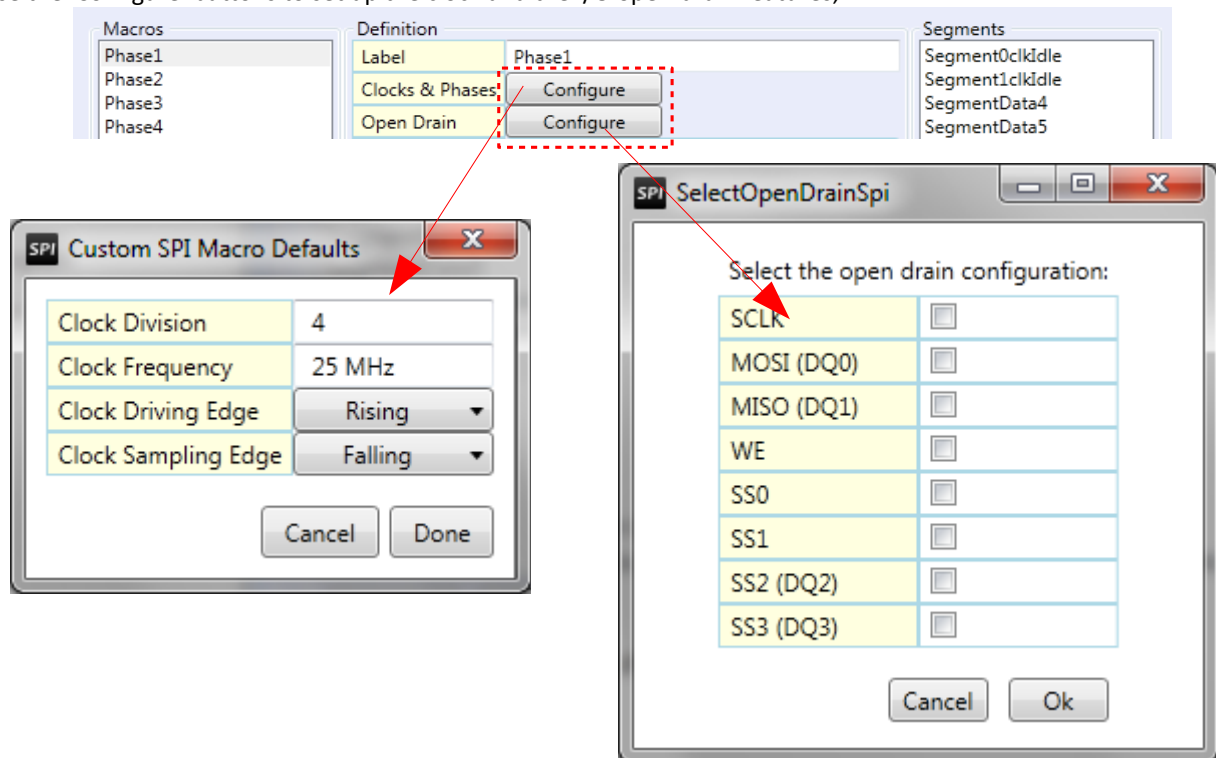 Macros
Phase1
Phase2
Phase3
Phase4
Definition
Label Phase1
Clocks & Phases Configure
Open Drain Configure
Segments
Segment0clkIdle
Segment1clkIdle
SegmentData4
SegmentData5
SPI Custom SPI Macro Defaults
Clock Division 4
Clock Frequency 25 MHz
Clock Driving Edge Rising
Clock Sampling Edge Falling
Cancel Done
SPI SelectOpenDrainSpi
Select the open drain configuration:
SCLK
MOSI (DQ0)
MISO (DQ1)
WE
SS0
SS1
SS2 (DQ2)
SS3 (DQ3)
Cancel Ok